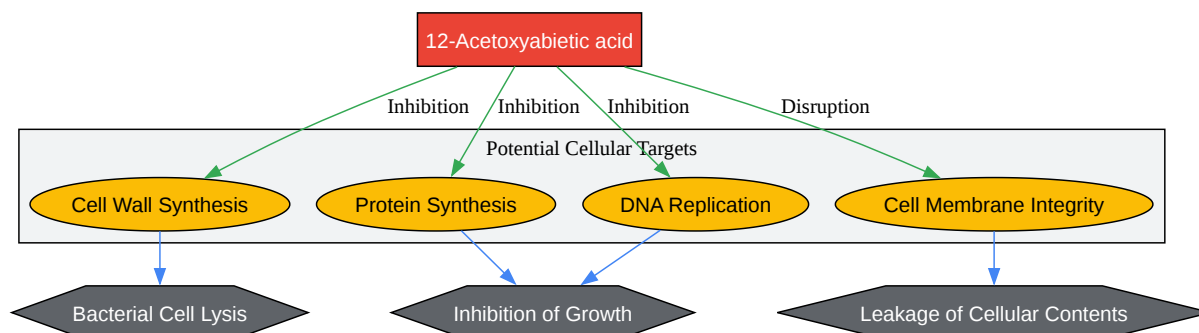 12-Acetoxyabietic acid
Inhibition
Inhibition
Inhibition
Disruption
Potential Cellular Targets
Cell Wall Synthesis
Protein Synthesis
DNA Replication
Cell Membrane Integrity
Bacterial Cell Lysis
Inhibition of Growth
Leakage of Cellular Contents